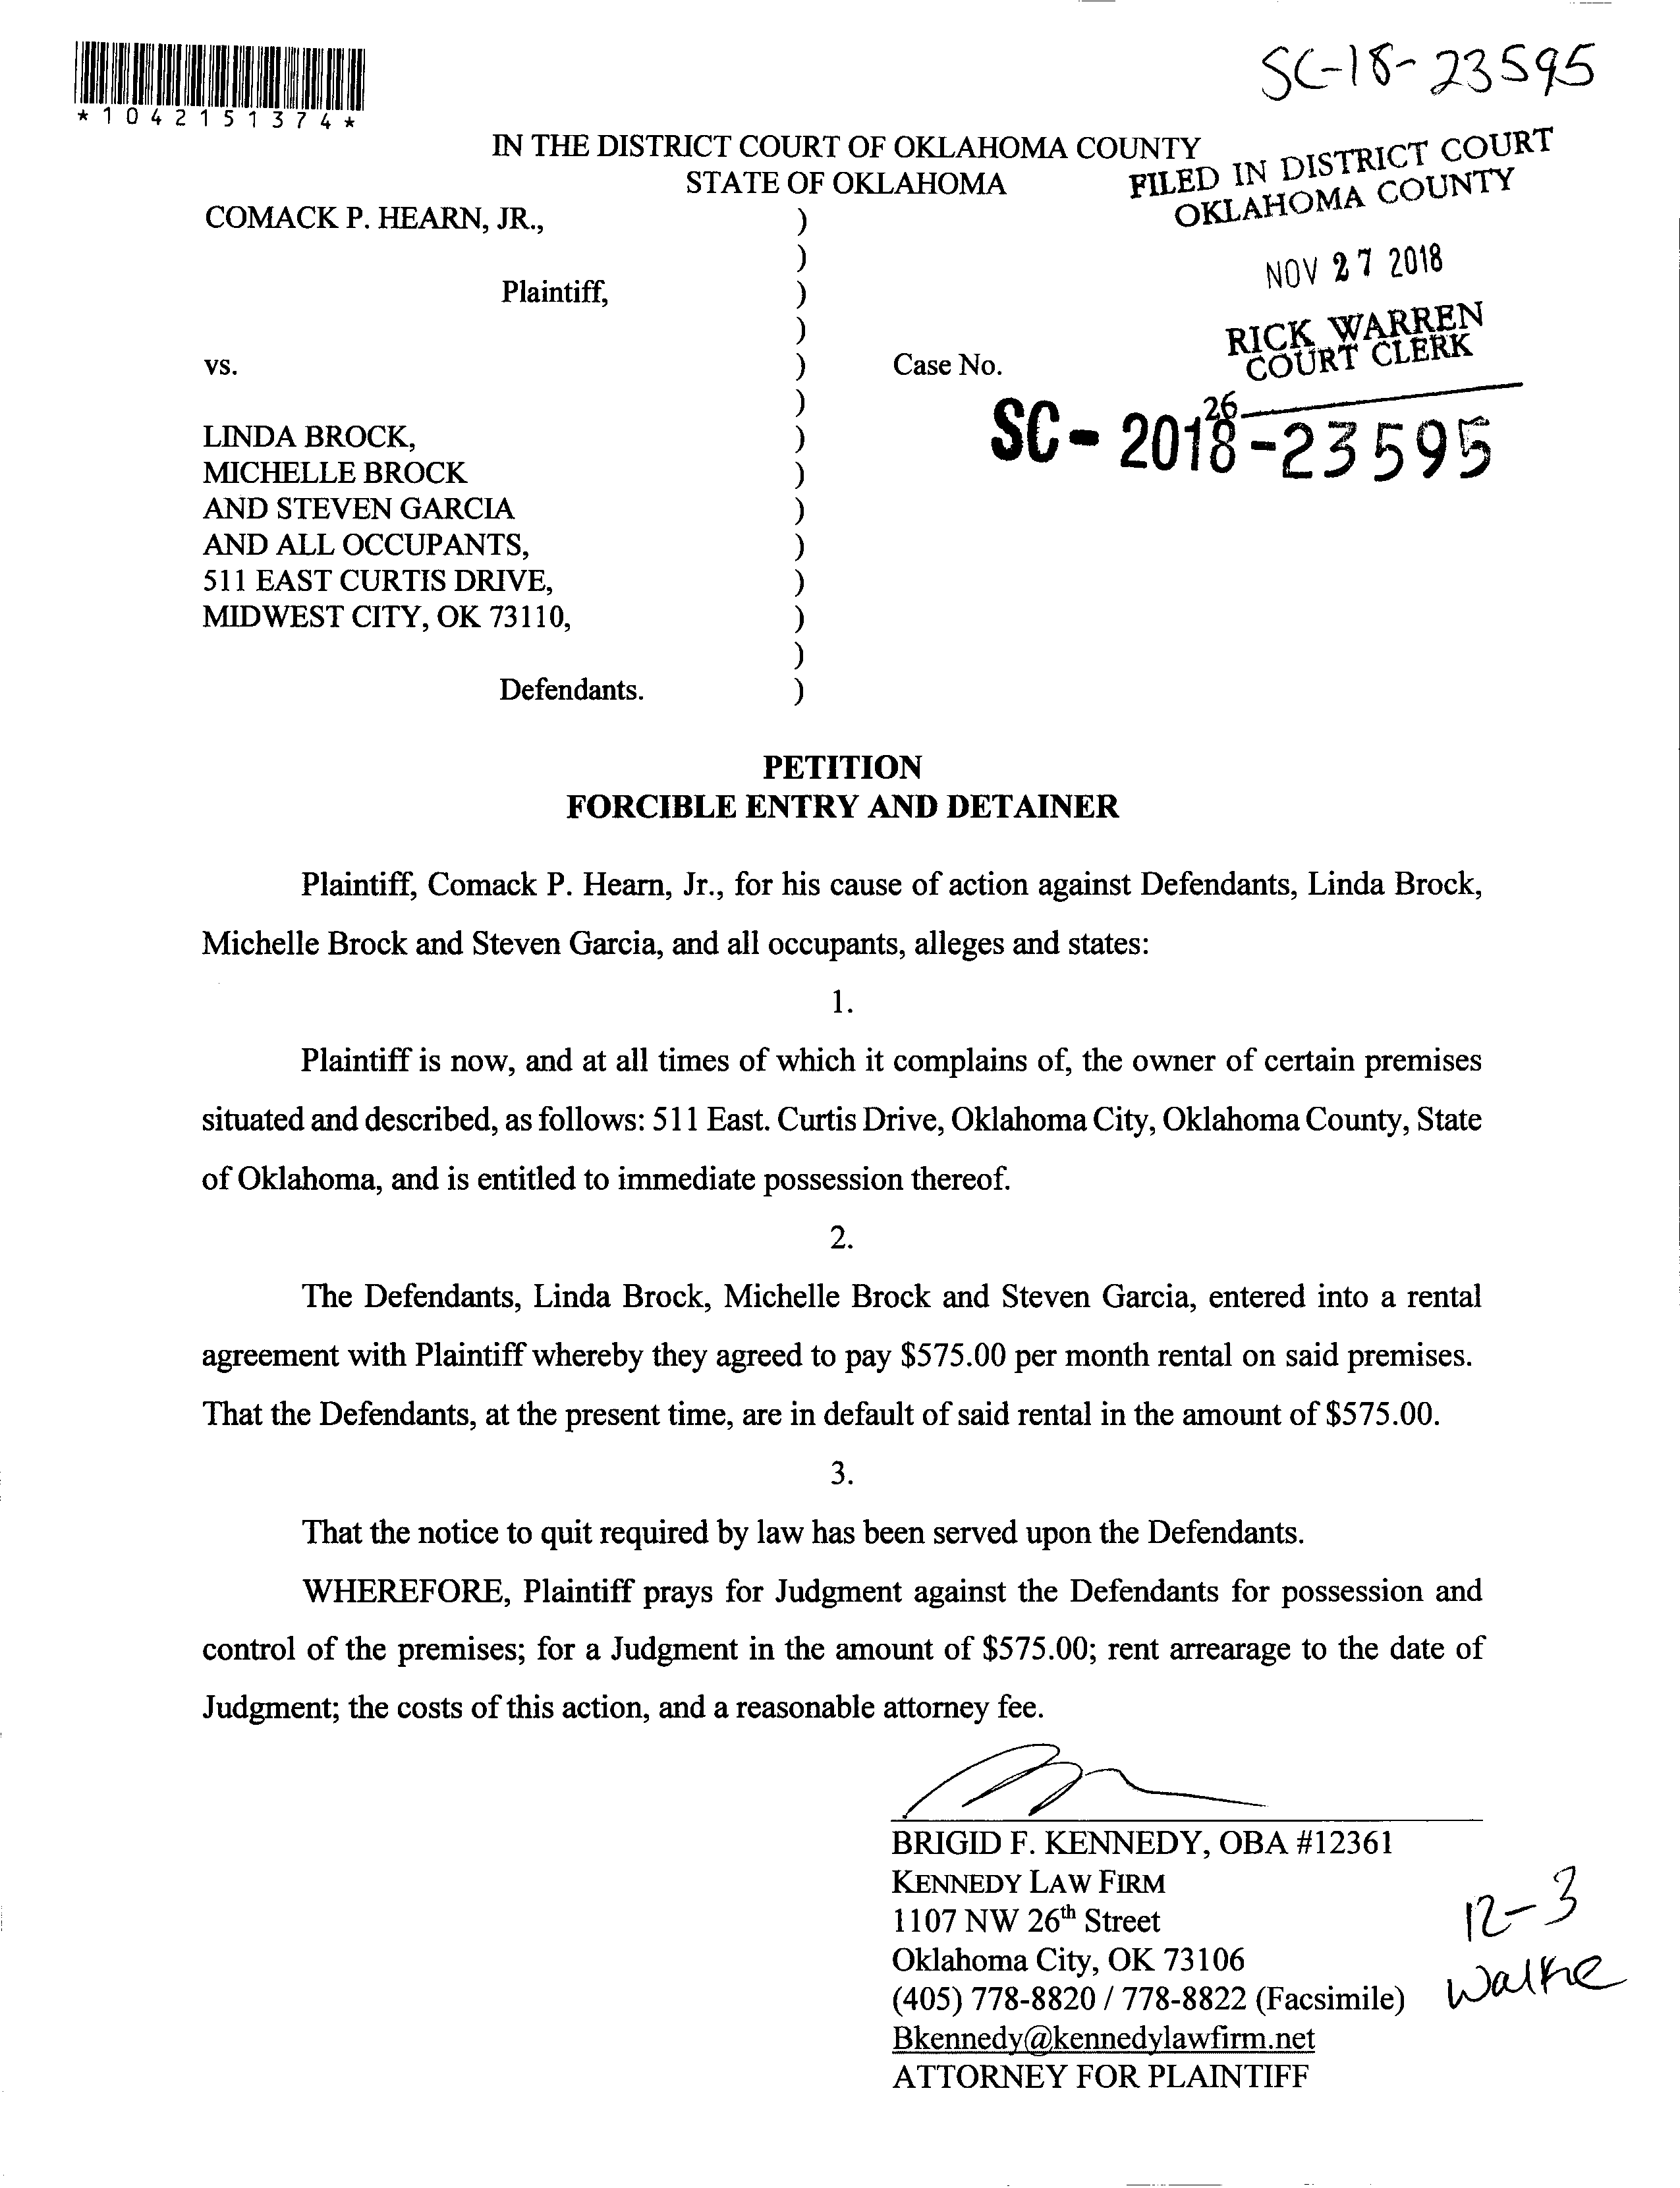 SC-18-23595
*1042151374*
IN THE DISTRICT COURT OF OKLAHOMA COUNTY
STATE OF OKLAHOMA
FILED IN DISTRICT COURT
OKLAHOMA COUNTY
NOV 27 2018
RICK WARREN
COURT CLERK
26
COMACK P. HEARN, JR., )
)
Plaintiff, )
)
vs. ) Case No.
)
SC-2018-23595
LINDA BROCK, )
MICHELLE BROCK )
AND STEVEN GARCIA )
AND ALL OCCUPANTS, )
511 EAST CURTIS DRIVE, )
MIDWEST CITY, OK 73110, )
)
Defendants. )
PETITION
FORCIBLE ENTRY AND DETAINER
Plaintiff, Comack P. Hearn, Jr., for his cause of action against Defendants, Linda Brock,
Michelle Brock and Steven Garcia, and all occupants, alleges and states:
1.
Plaintiff is now, and at all times of which it complains of, the owner of certain premises
situated and described, as follows: 511 East. Curtis Drive, Oklahoma City, Oklahoma County, State
of Oklahoma, and is entitled to immediate possession thereof.
2.
The Defendants, Linda Brock, Michelle Brock and Steven Garcia, entered into a rental
agreement with Plaintiff whereby they agreed to pay $575.00 per month rental on said premises.
That the Defendants, at the present time, are in default of said rental in the amount of $575.00.
3.
That the notice to quit required by law has been served upon the Defendants.
WHEREFORE, Plaintiff prays for Judgment against the Defendants for possession and
control of the premises; for a Judgment in the amount of $575.00; rent arrearage to the date of
Judgment; the costs of this action, and a reasonable attorney fee.
BRIGID F. KENNEDY, OBA #12361
KENNEDY LAW FIRM
1107 NW 26th Street
Oklahoma City, OK 73106
(405) 778-8820 / 778-8822 (Facsimile)
Bkennedy@kennedylawfirm.net
ATTORNEY FOR PLAINTIFF
12-3